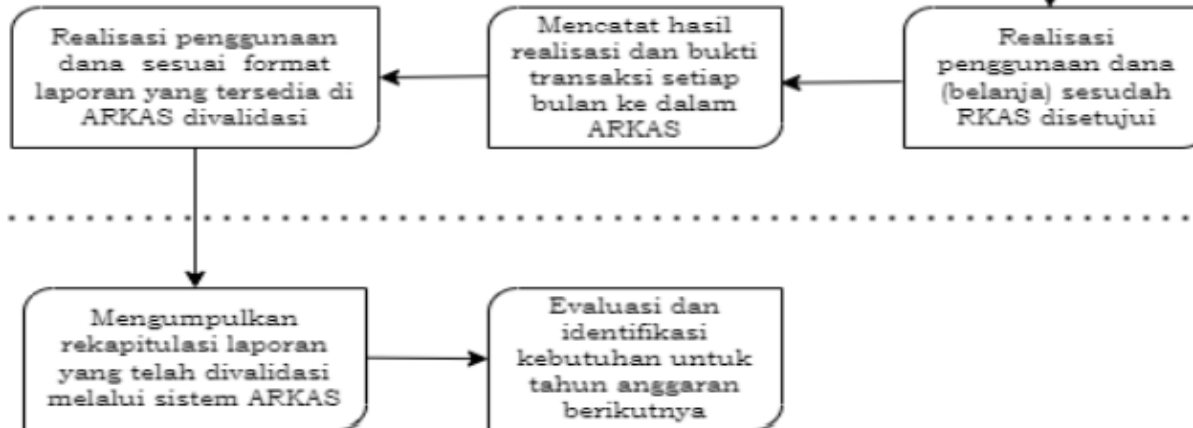 Realisasi penggunaan
dana sesuai format
laporan yang tersedia di
ARKAS divalidasi
Mencatat hasil
realisasi dan bukti
transaksi setiap
bulan ke dalam
ARKAS
Realisasi
penggunaan dana
(belanja) sesudah
RKAS disetujui
Mengumpulkan
rekapitulasi laporan
yang telah divalidasi
melalui sistem ARKAS
Evaluasi dan
identifikasi
kebutuhan untuk
tahun anggaran
berikutnya